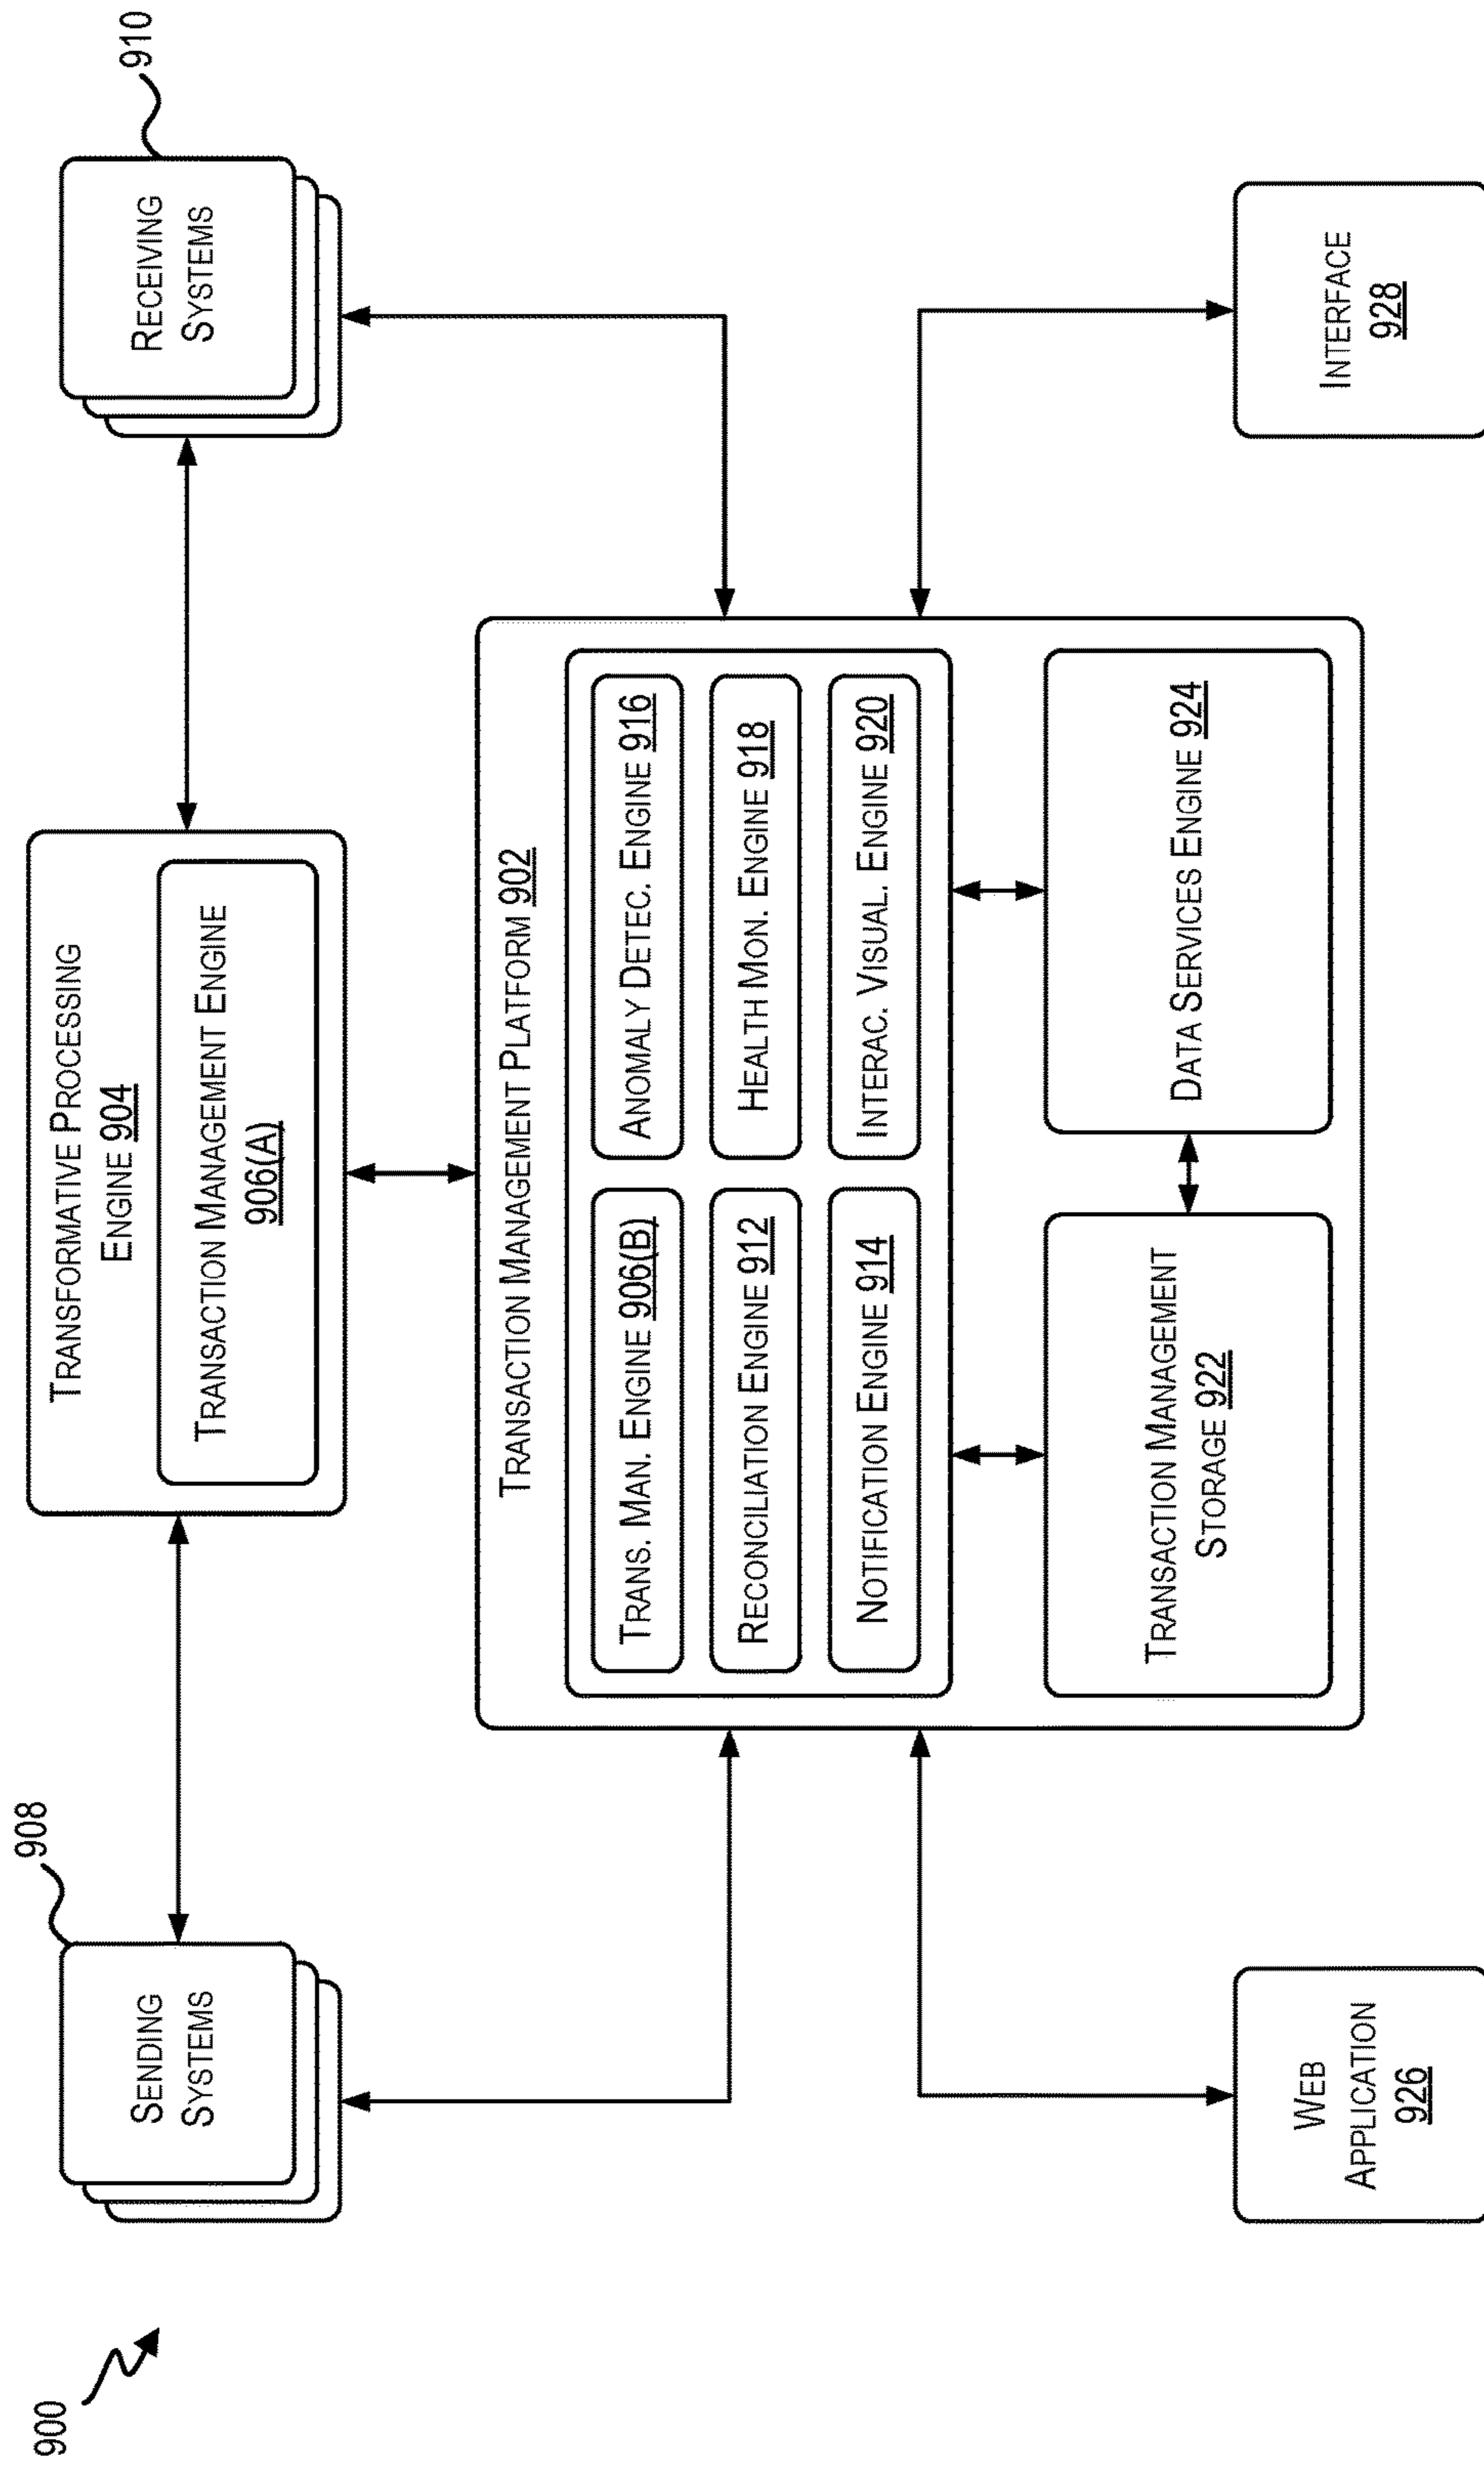 900
908
910
SENDING
SYSTEMS
TRANSFORMATIVE PROCESSING
ENGINE 904
TRANSACTION MANAGEMENT ENGINE
906(A)
RECEIVING
SYSTEMS
TRANSACTION MANAGEMENT PLATFORM 902
TRANS. MAN. ENGINE 906(B)
ANOMALY DETEC. ENGINE 916
RECONCILIATION ENGINE 912
HEALTH MON. ENGINE 918
NOTIFICATION ENGINE 914
INTERAC. VISUAL. ENGINE 920
TRANSACTION MANAGEMENT
STORAGE 922
DATA SERVICES ENGINE 924
WEB
APPLICATION
926
INTERFACE
928